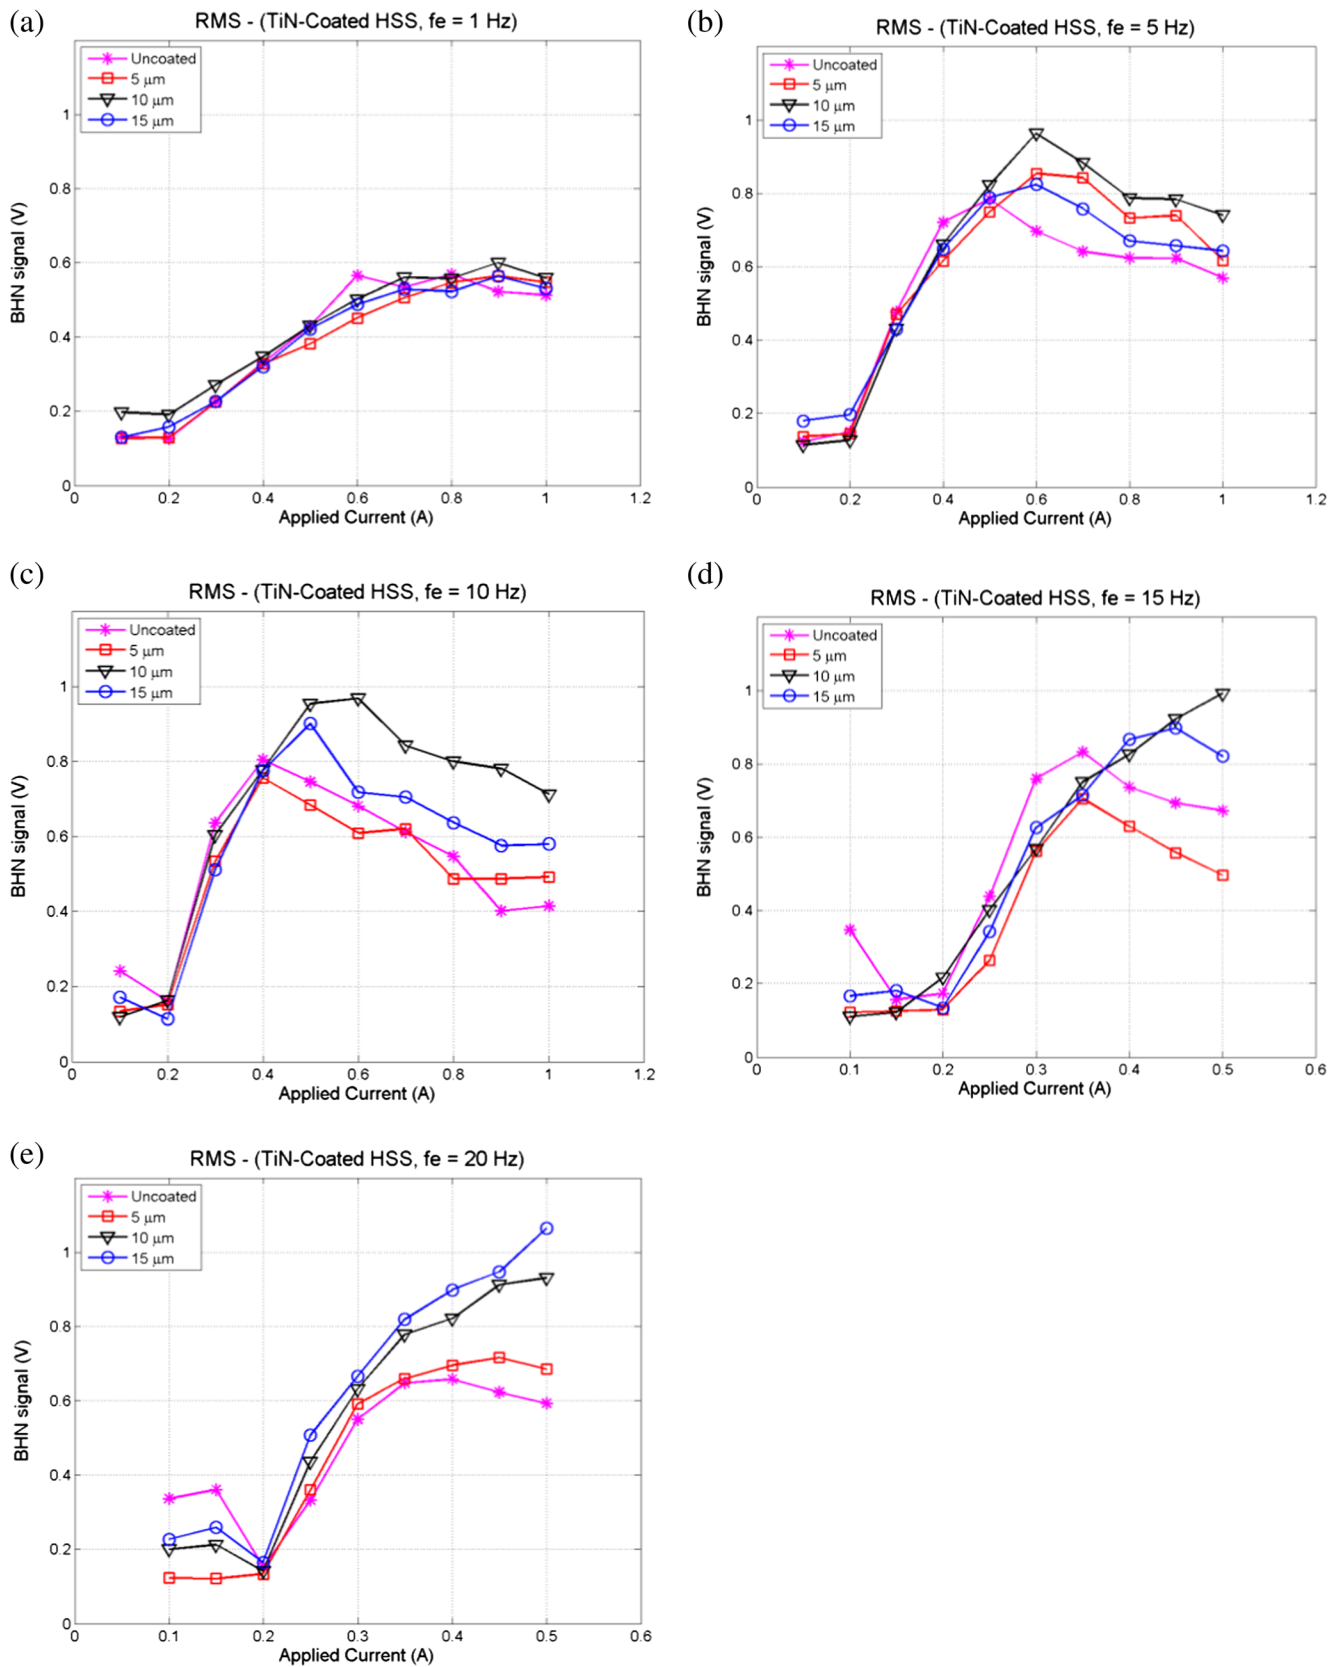 (a)
RMS - (TiN-Coated HSS, fe = 1 Hz)
Uncoated
5 μm
10 μm
15 μm
1
0.8
0.6
0.4
0.2
0
BHN signal (V)
0 0.2 0.4 0.6 0.8 1 1.2
Applied Current (A)
(b)
RMS - (TiN-Coated HSS, fe = 5 Hz)
Uncoated
5 μm
10 μm
15 μm
1
0.8
0.6
0.4
0.2
0
BHN signal (V)
0 0.2 0.4 0.6 0.8 1 1.2
Applied Current (A)
(c)
RMS - (TiN-Coated HSS, fe = 10 Hz)
Uncoated
5 μm
10 μm
15 μm
1
0.8
0.6
0.4
0.2
0
BHN signal (V)
0 0.2 0.4 0.6 0.8 1 1.2
Applied Current (A)
(d)
RMS - (TiN-Coated HSS, fe = 15 Hz)
Uncoated
5 μm
10 μm
15 μm
1
0.8
0.6
0.4
0.2
0
BHN signal (V)
0 0.1 0.2 0.3 0.4 0.5 0.6
Applied Current (A)
(e)
RMS - (TiN-Coated HSS, fe = 20 Hz)
Uncoated
5 μm
10 μm
15 μm
1
0.8
0.6
0.4
0.2
0
BHN signal (V)
0 0.1 0.2 0.3 0.4 0.5 0.6
Applied Current (A)